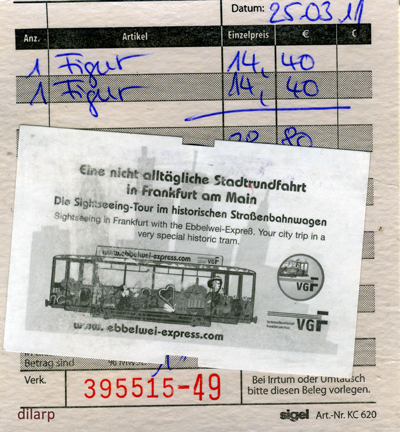 Datum: 25.03.11
Anz. Artikel Einzelpreis € C
1 Figur 14, 40
1 Figur 14, 40
80
Eine nicht alltägliche Stadtrundfahrt
in Frankfurt am Main
Die Sightseeing-Tour im historischen Straßenbahnwagen
Sightseeing in Frankfurt with the Ebbelwei-Expreß. Your city trip in a
very special historic tram.
www.ebbelwei-express.com VGF
VGF
www.ebbelwei-express.com
VGF
Betrag sind
Verk. 395515-49 Bei Irrtum oder Umtausch
bitte diesen Beleg vorlegen.
dilarp sigel Art.-Nr. KC 620